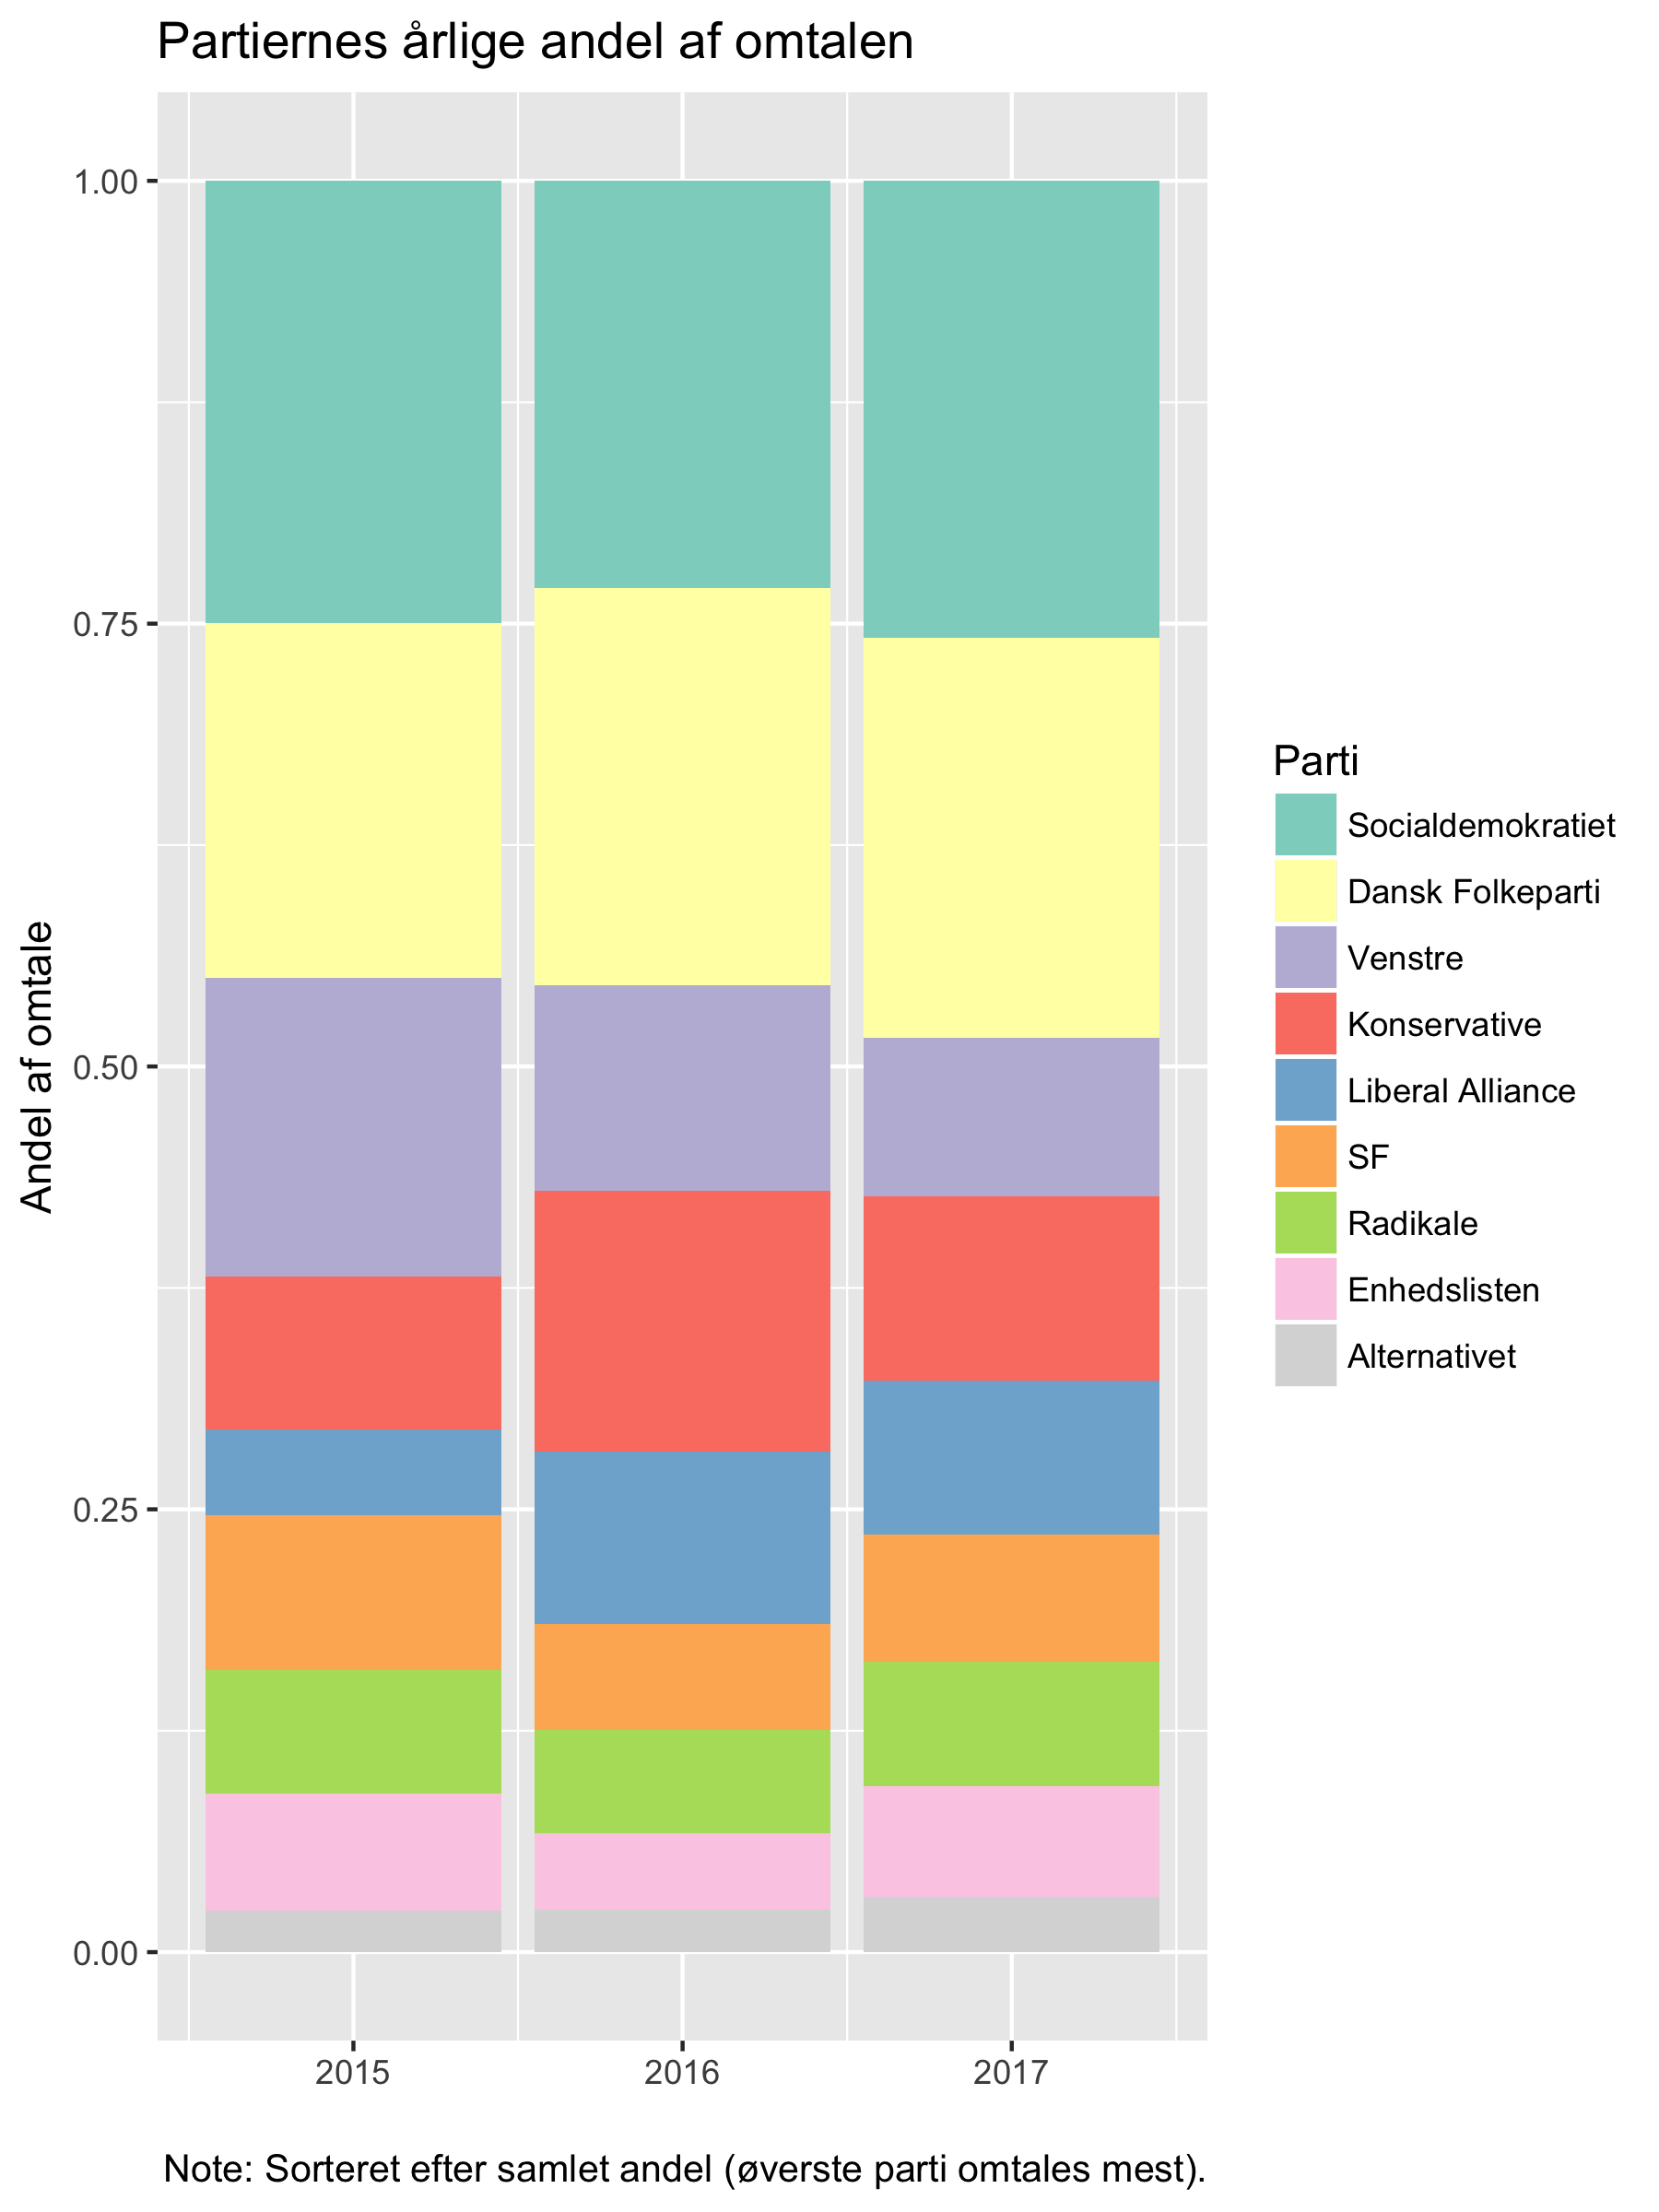 Partiernes årlige andel af omtalen
1.00
0.75
0.50
0.25
0.00
Andel af omtale
2015
2016
2017
Parti
Socialdemokratiet
Dansk Folkeparti
Venstre
Konservative
Liberal Alliance
SF
Radikale
Enhedslisten
Alternativet
Note: Sorteret efter samlet andel (øverste parti omtales mest).